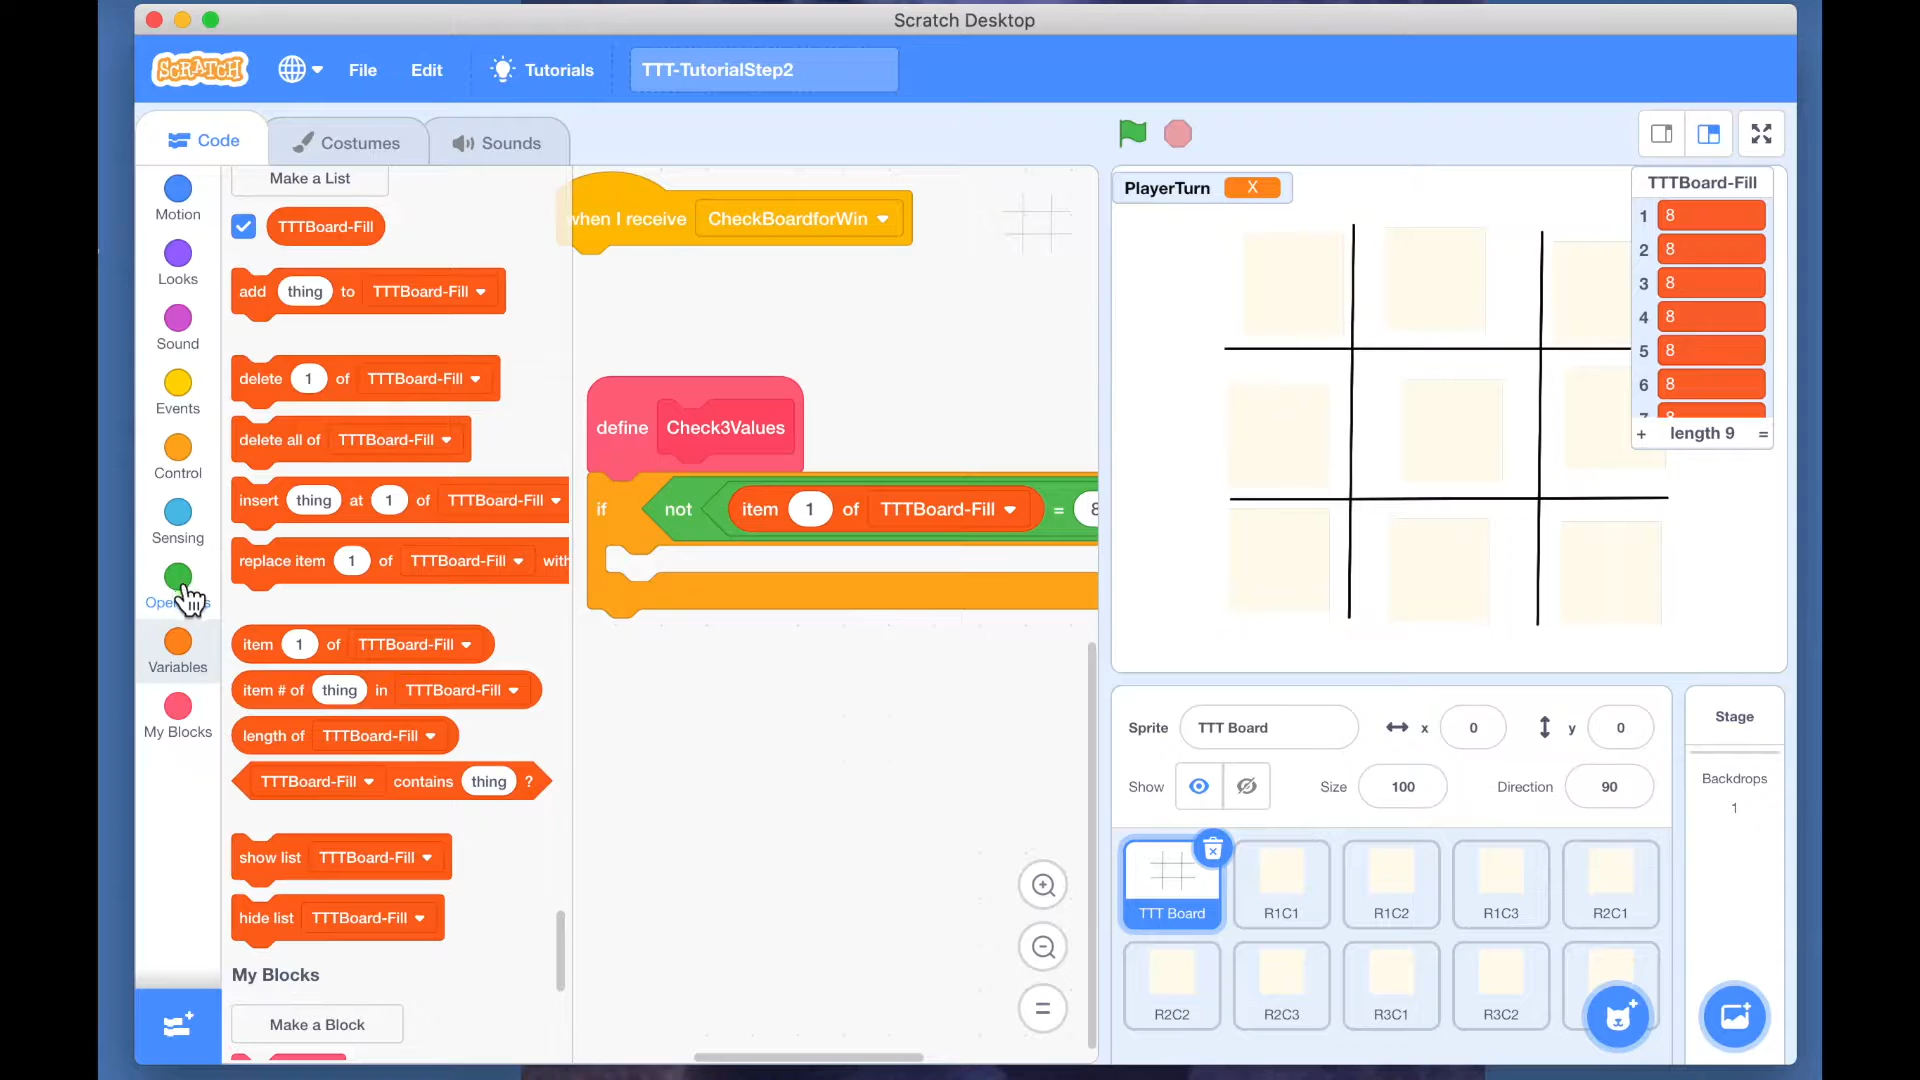 Scratch Desktop
SCRATCH
File
Edit
Tutorials
TTT-TutorialStep2
Code
Costumes
Sounds
Motion
Looks
Sound
Events
Control
Sensing
Variables
My Blocks
Make a List
TTTBoard-Fill
add thing to TTTBoard-Fill
delete 1 of TTTBoard-Fill
delete all of TTTBoard-Fill
insert thing at 1 of TTTBoard-Fill
replace item 1 of TTTBoard-Fill with
item 1 of TTTBoard-Fill
item # of thing in TTTBoard-Fill
length of TTTBoard-Fill
TTTBoard-Fill contains thing ?
show list TTTBoard-Fill
hide list TTTBoard-Fill
My Blocks
Make a Block
when I receive CheckBoardforWin
define Check3Values
if not item 1 of TTTBoard-Fill = 8
PlayerTurn X
TTTBoard-Fill
1 8
2 8
3 8
4 8
5 8
6 8
7 8
+ length 9 =
Sprite TTT Board x 0 y 0
Show Size 100 Direction 90
TTT Board
R1C1
R1C2
R1C3
R2C1
R2C2
R2C3
R3C1
R3C2
Stage
Backdrops
1